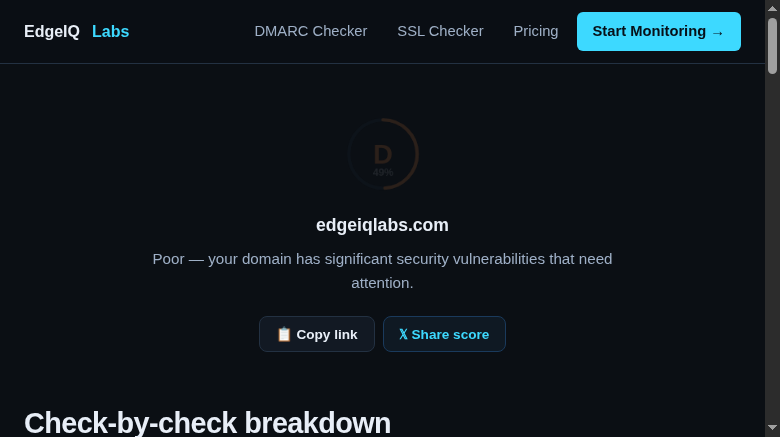 EdgeIQ Labs DMARC Checker SSL Checker Pricing Start Monitoring →
D
49%
edgeiqlabs.com
Poor — your domain has significant security vulnerabilities that need
attention.
📋 Copy link 𝕏 Share score
Check-by-check breakdown